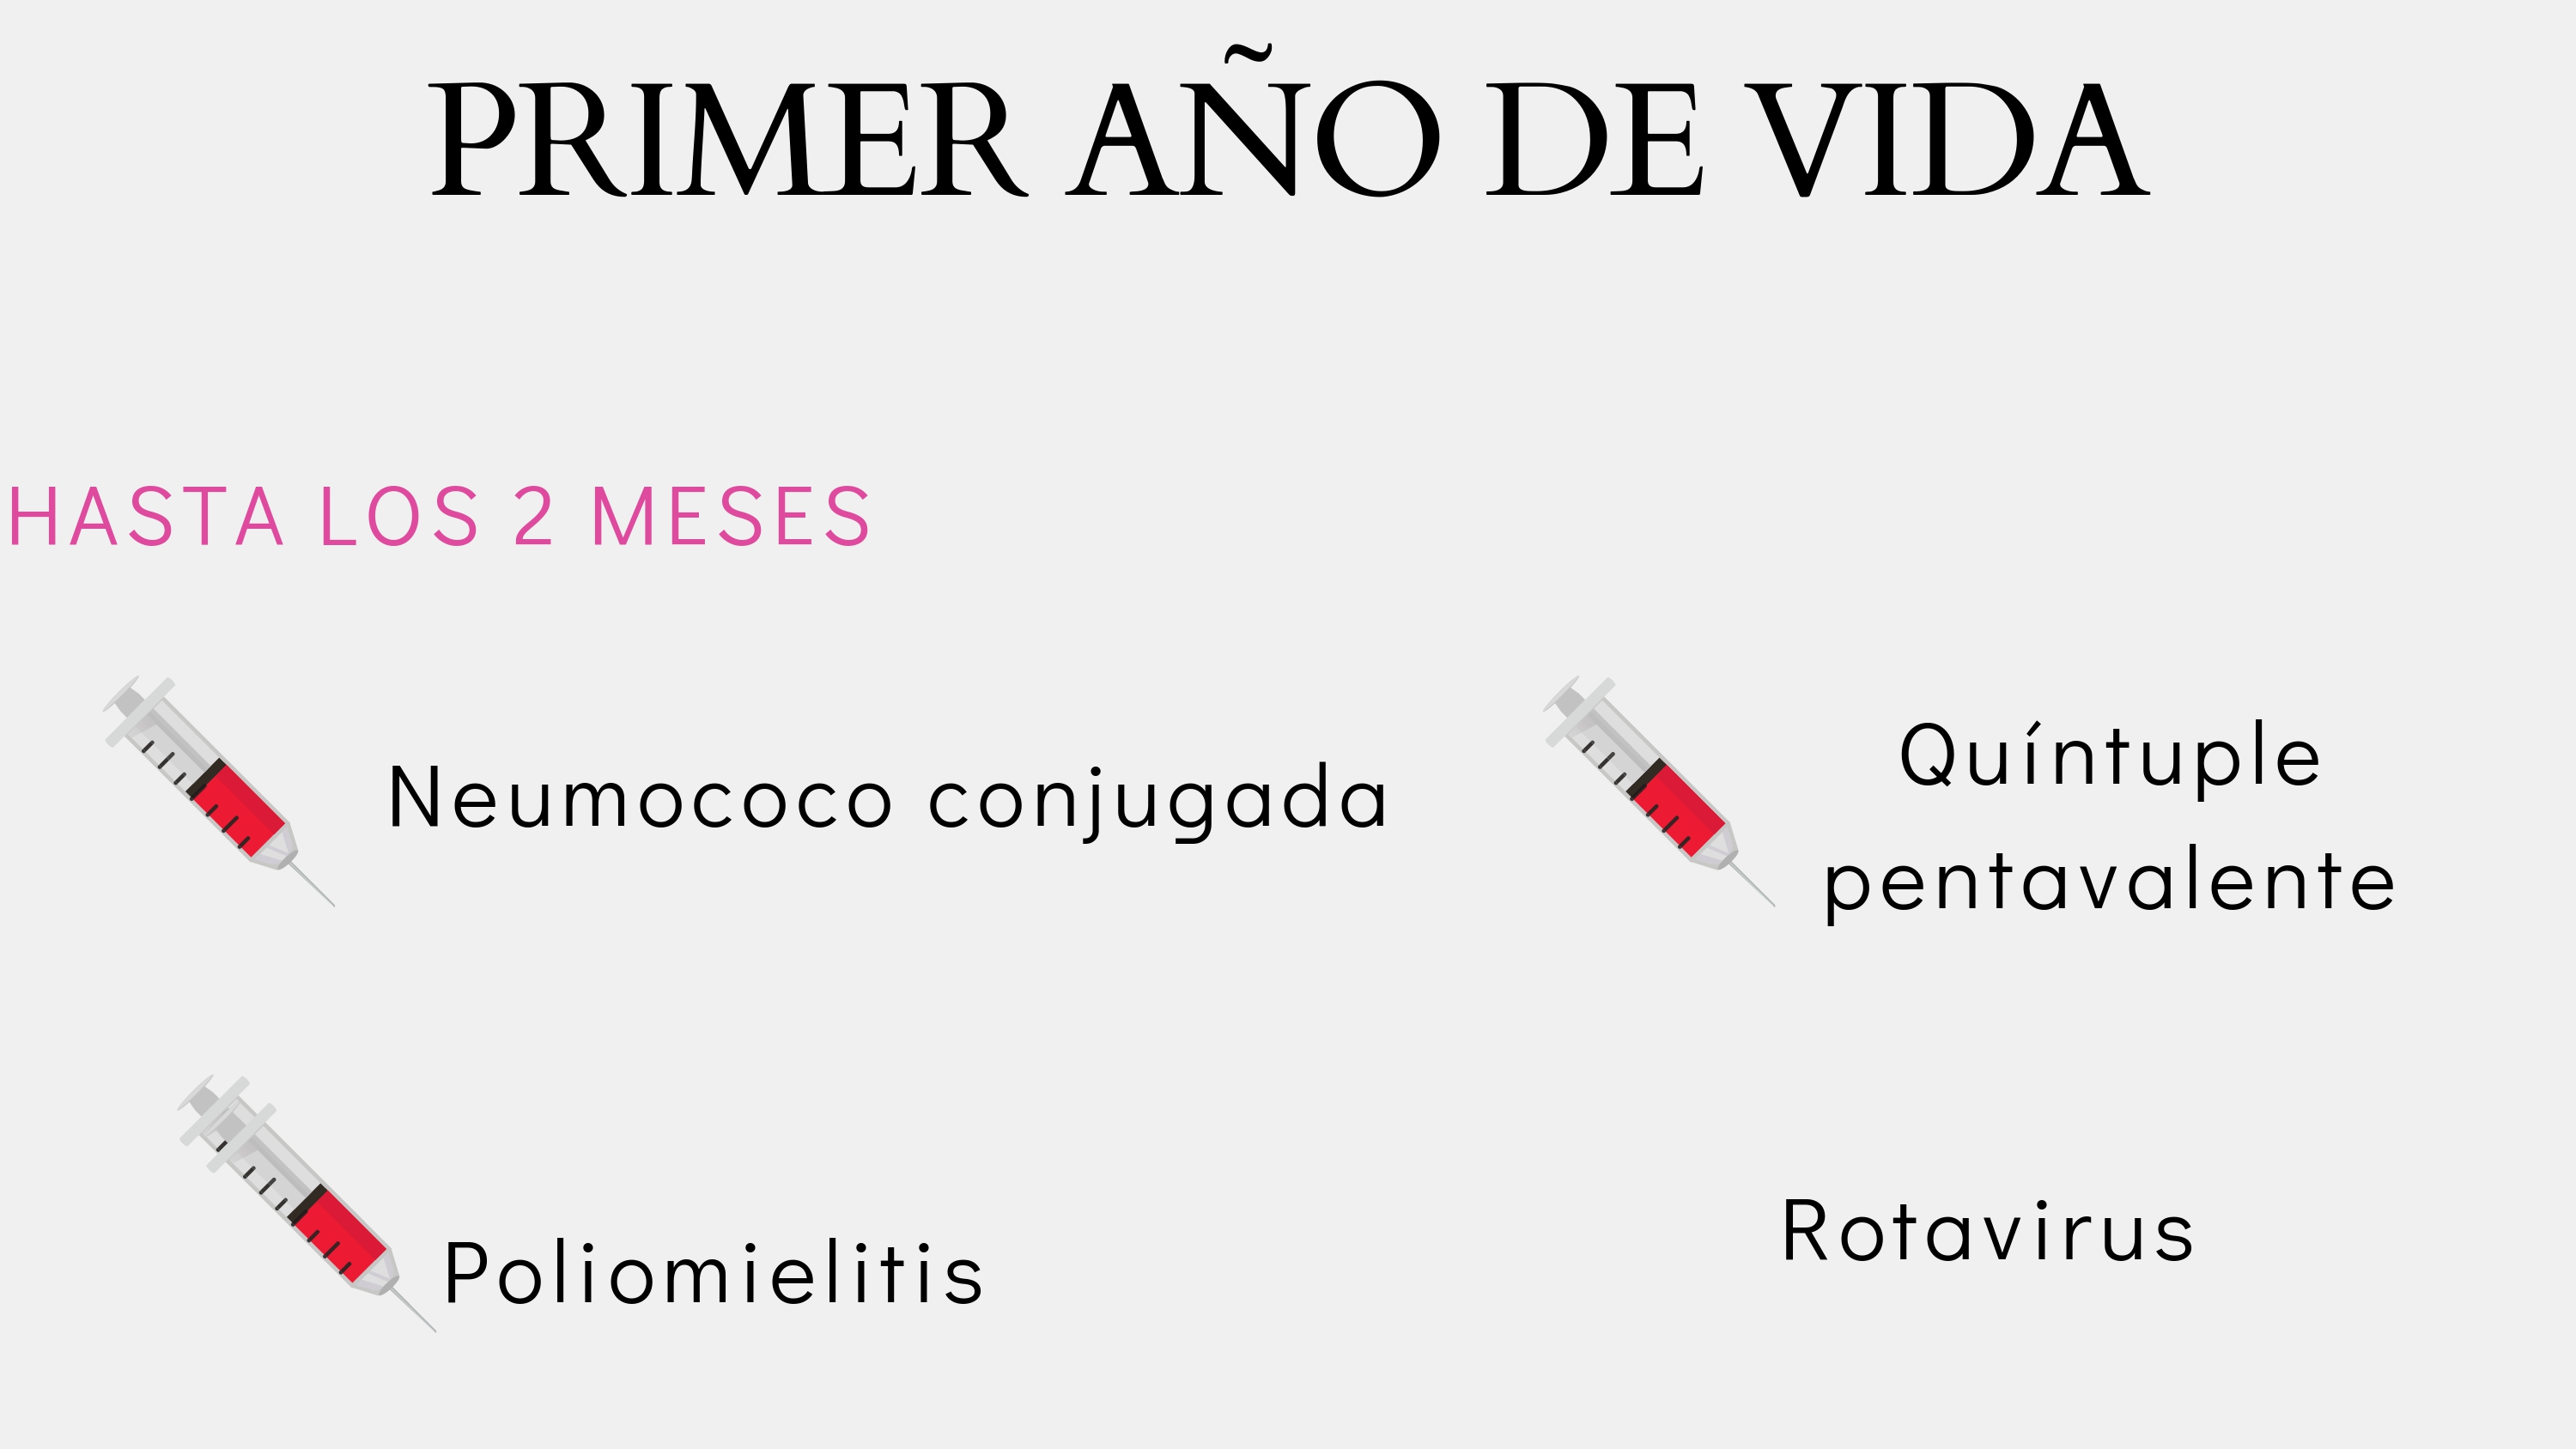 PRIMER AÑO DE VIDA
HASTA LOS 2 MESES
Neumococo conjugada
Quíntuple
pentavalente
Poliomielitis
Rotavirus